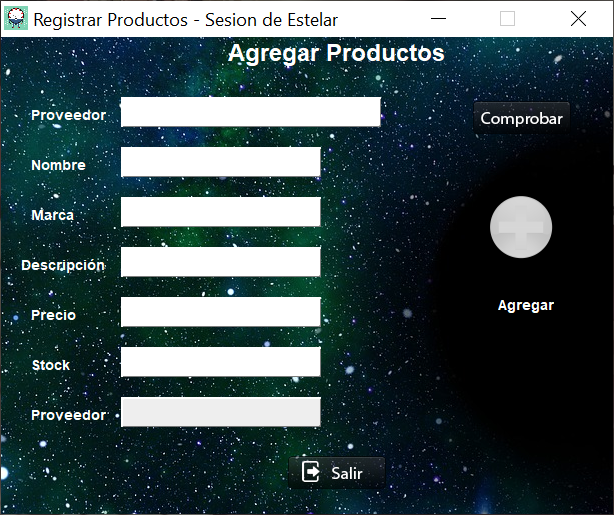 Registrar Productos - Sesion de Estelar
Agregar Productos
Proveedor
Comprobar
Nombre
Marca
Descripción
Precio
Agregar
Stock
Proveedor
Salir